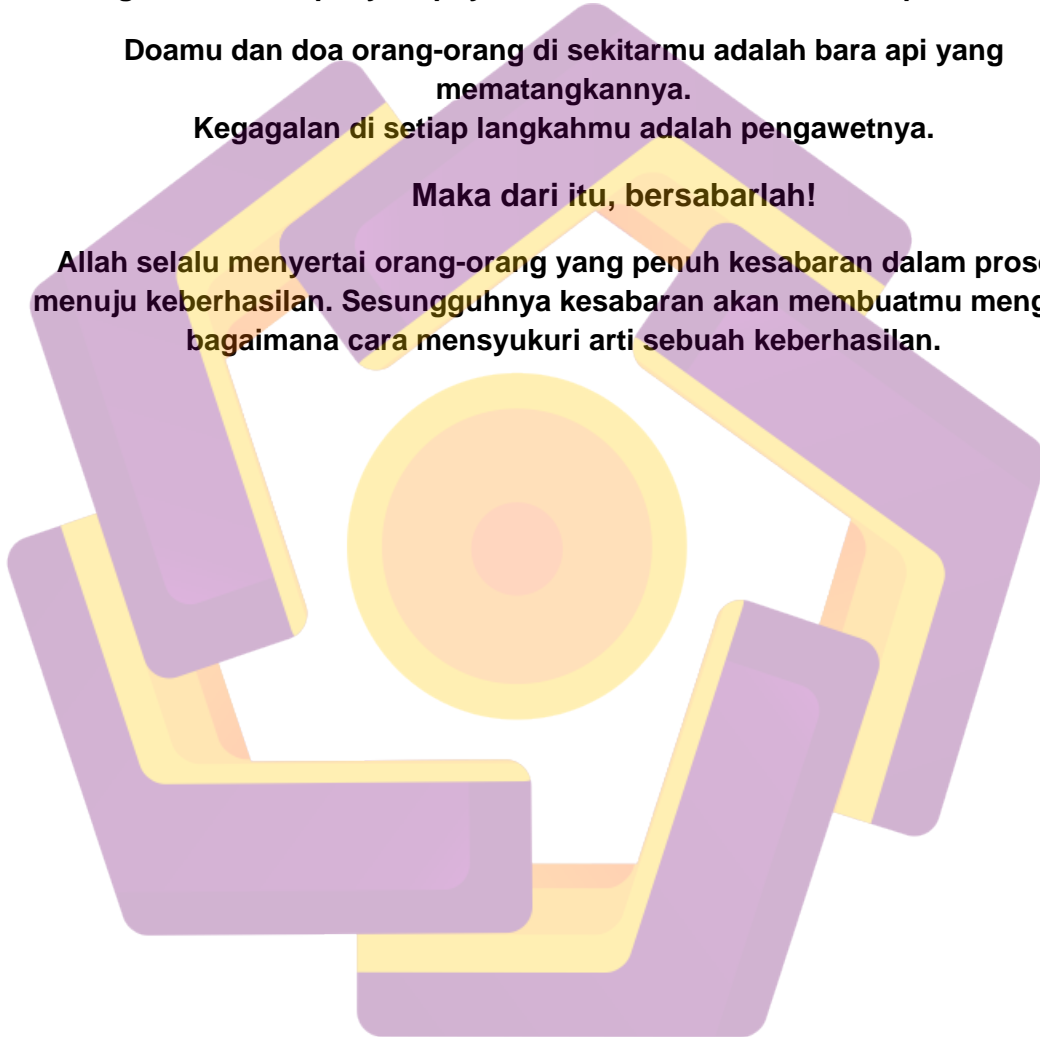 Doamu dan doa orang-orang di sekitarmu adalah bara api yang
mematangkannya.
Kegagalan di setiap langkahmu adalah pengawetnya.
Maka dari itu, bersabarlah!
Allah selalu menyertai orang-orang yang penuh kesabaran dalam
menuju keberhasilan. Sesungguhnya kesabaran akan membuatmu
bagaimana cara mensyukuri arti sebuah keberhasilan.